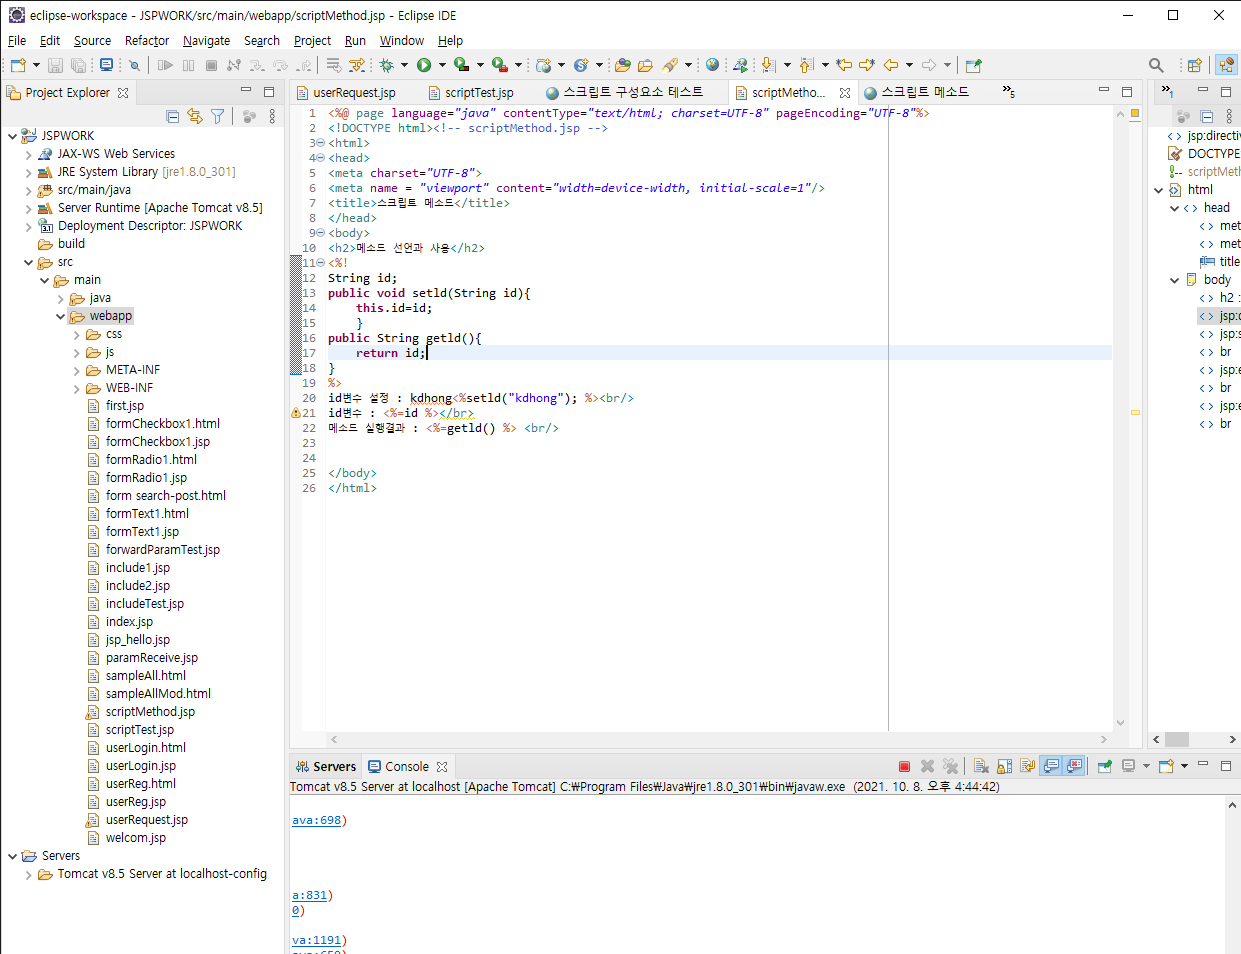 eclipse-workspace - JSPWORK/src/main/webapp/scriptMethod.jsp - Eclipse IDE
File Edit Source Refactor Navigate Search Project Run Window Help
Project Explorer
userRequest.jsp scriptTest.jsp 스크립트 구성요소 테스트 scriptMetho... 스크립트 메소드 »5
»1
JSPWORK
JAX-WS Web Services
JRE System Library [jre1.8.0_301]
src/main/java
Server Runtime [Apache Tomcat v8.5]
Deployment Descriptor: JSPWORK
build
src
main
java
webapp
css
js
META-INF
WEB-INF
first.jsp
formCheckbox1.html
formCheckbox1.jsp
formRadio1.html
formRadio1.jsp
form search-post.html
formText1.html
formText1.jsp
forwardParamTest.jsp
include1.jsp
include2.jsp
includeTest.jsp
index.jsp
jsp_hello.jsp
paramReceive.jsp
sampleAll.html
sampleAllMod.html
scriptMethod.jsp
scriptTest.jsp
userLogin.html
userLogin.jsp
userReg.html
userReg.jsp
userRequest.jsp
welcom.jsp
Servers
Tomcat v8.5 Server at localhost-config
1 <%@ page language="java" contentType="text/html; charset=UTF-8" pageEncoding="UTF-8"%>
2 <!DOCTYPE html><!-- scriptMethod.jsp -->
3 <html>
4 <head>
5 <meta charset="UTF-8">
6 <meta name = "viewport" content="width=device-width, initial-scale=1"/>
7 <title>스크립트 메소드</title>
8 </head>
9 <body>
10 <h2>메소드 선언과 사용</h2>
11 <%!
12 String id;
13 public void setld(String id){
14 this.id=id;
15 }
16 public String getld(){
17 return id;
18 }
19 %>
20 id변수 설정 : kdhong<%setld("kdhong"); %><br/>
21 id변수 : <%=id %></br>
22 메소드 실행결과 : <%=getld() %> <br/>
23
24
25 </body>
26 </html>
jsp:directiv
DOCTYPE
scriptMeth
html
head
met
met
title
body
h2 :
jsp:d
jsp:s
br
jsp:e
br
jsp:e
br
Servers Console
Tomcat v8.5 Server at localhost [Apache Tomcat] C:₩Program Files₩Java₩jre1.8.0_301₩bin₩javaw.exe (2021. 10. 8. 오후 4:44:42)
ava:698)
a:831)
0)
va:1191)